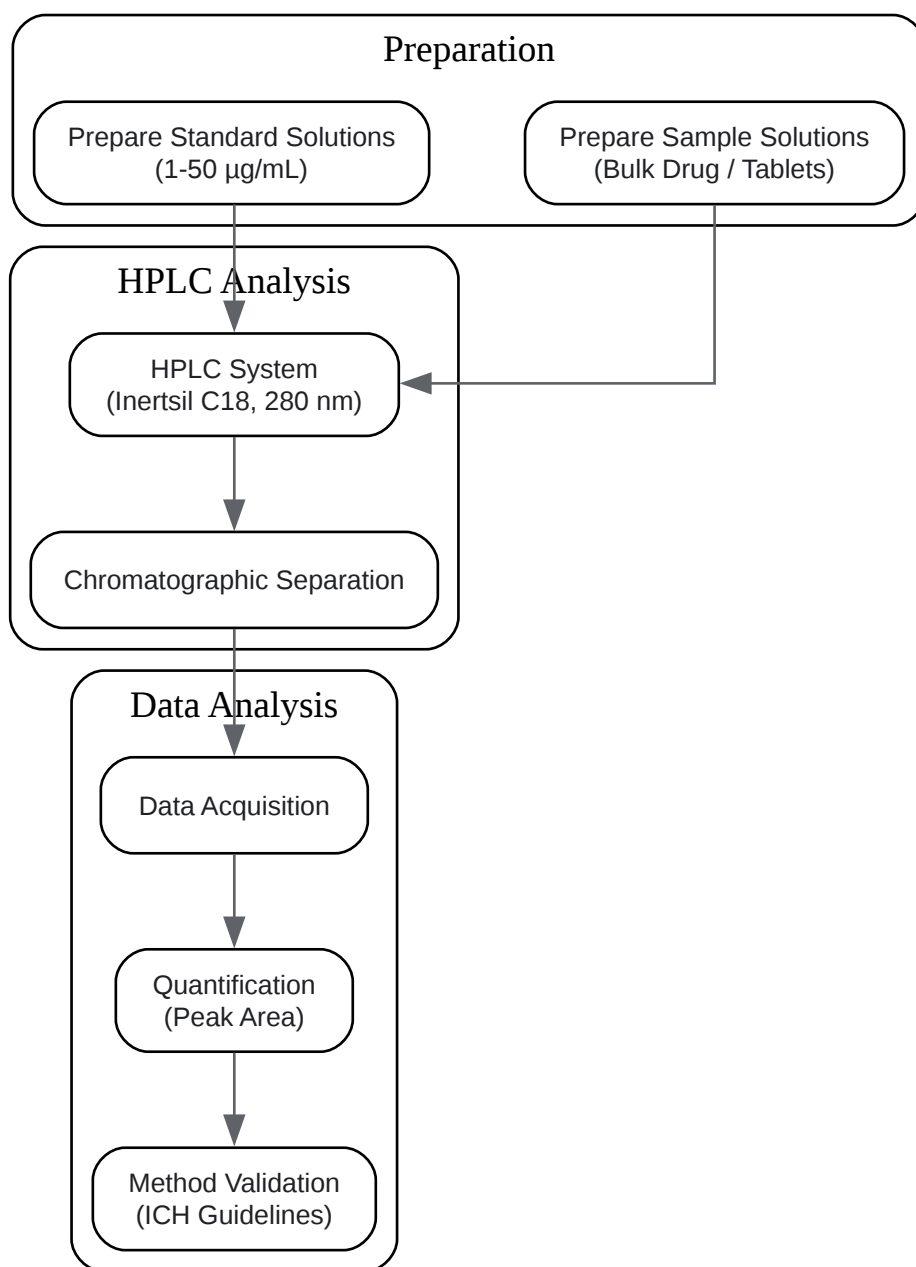 Preparation
Prepare Standard Solutions
(1-50 µg/mL)
Prepare Sample Solutions
(Bulk Drug / Tablets)
HPLC Analysis
HPLC System
(Inertsil C18, 280 nm)
Chromatographic Separation
Data Analysis
Data Acquisition
Quantification
(Peak Area)
Method Validation
(ICH Guidelines)